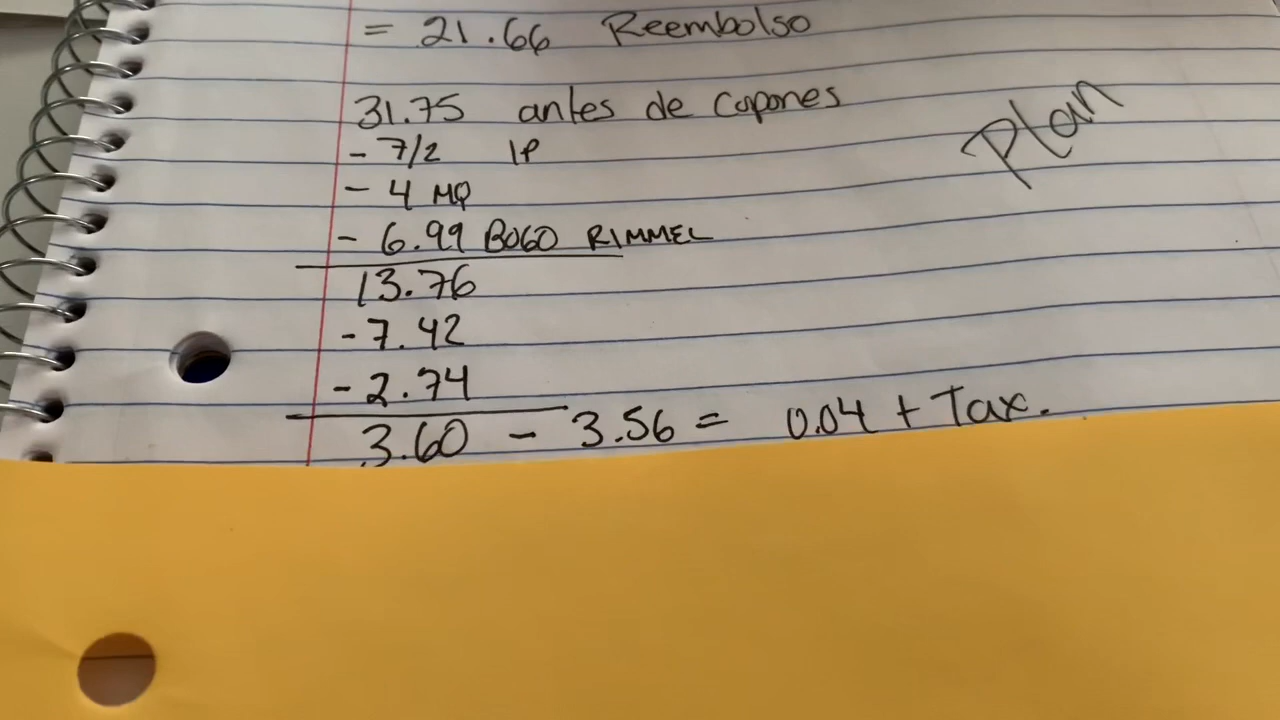 = 21.66 Reembolso
31.75 antes de cupones
- 7/2 IP
- 4 MQ
- 6.99 BOGO RIMMEL
13.76
- 7.42
- 2.74
3.60 - 3.56 = 0.04 + Tax.
Plan